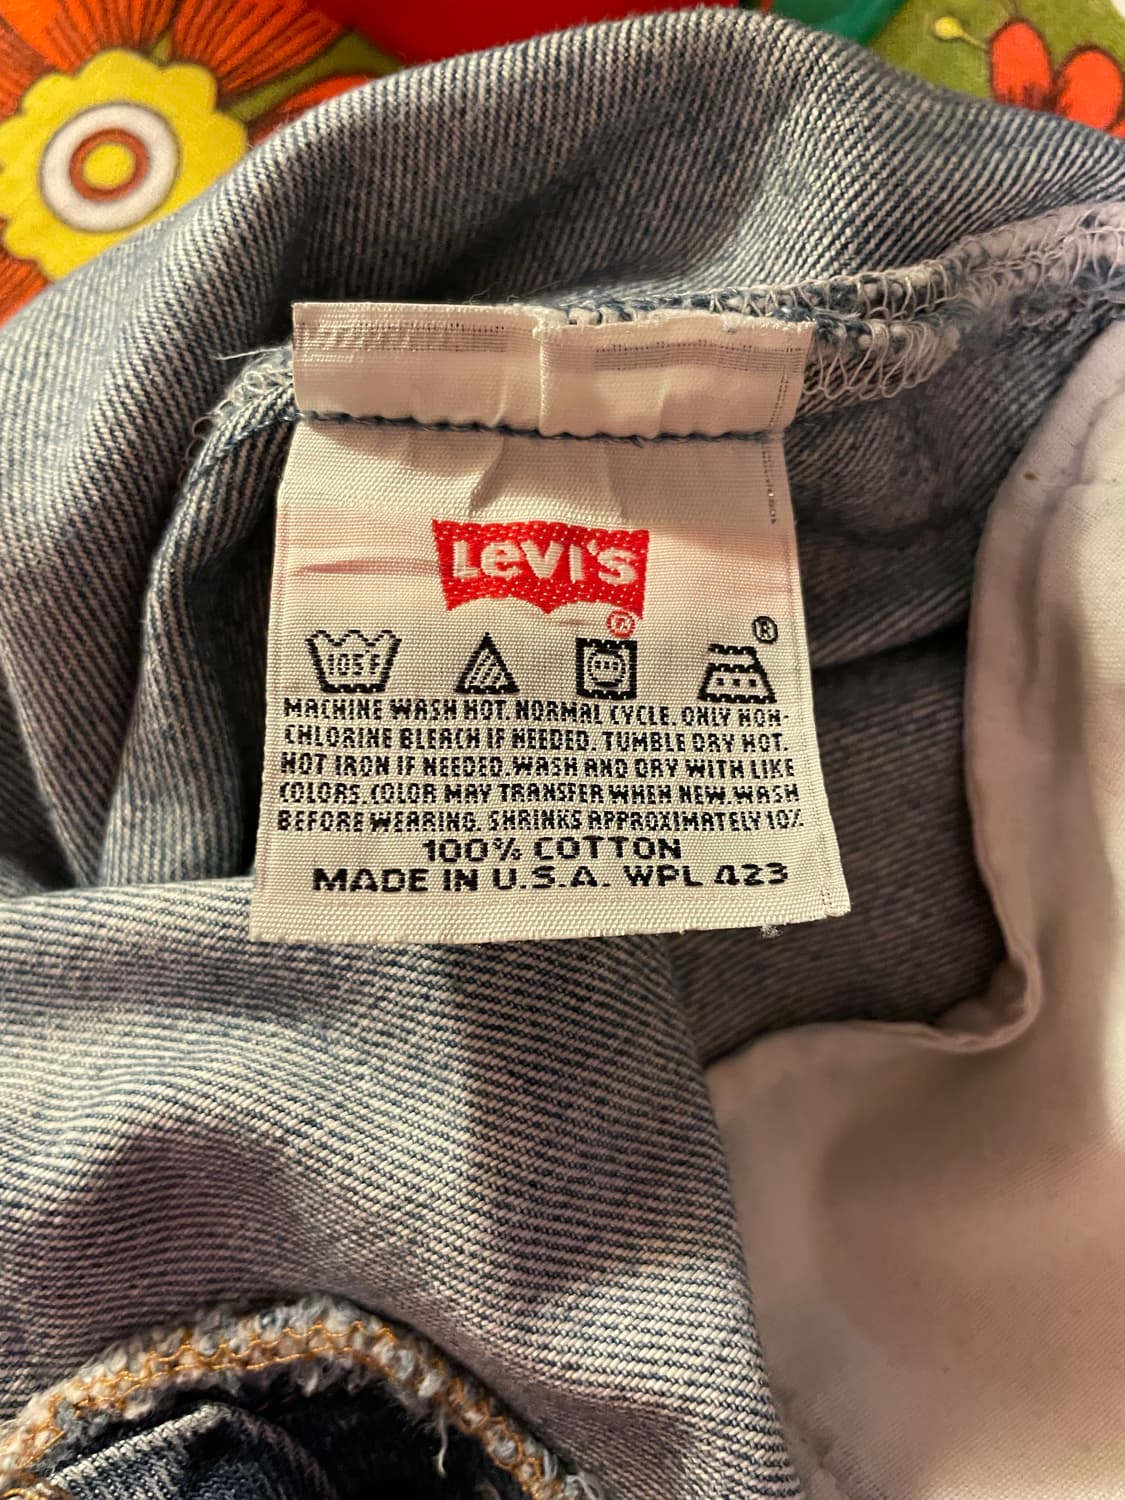 LEVI'S
®
®
105F
MACHINE WASH HOT. NORMAL CYCLE. ONLY NON-
CHLORINE BLEACH IF NEEDED. TUMBLE DRY HOT.
HOT IRON IF NEEDED. WASH AND DRY WITH LIKE
COLORS. COLOR MAY TRANSFER WHEN NEW. WASH
BEFORE WEARING. SHRINKS APPROXIMATELY 10%
100% COTTON
MADE IN U.S.A. WPL 423